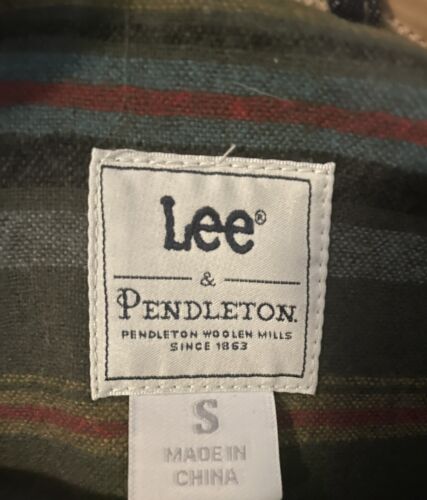 Lee®
&
PENDLETON
PENDLETON WOOLEN MILLS
SINCE 1863
S
MADE IN
CHINA